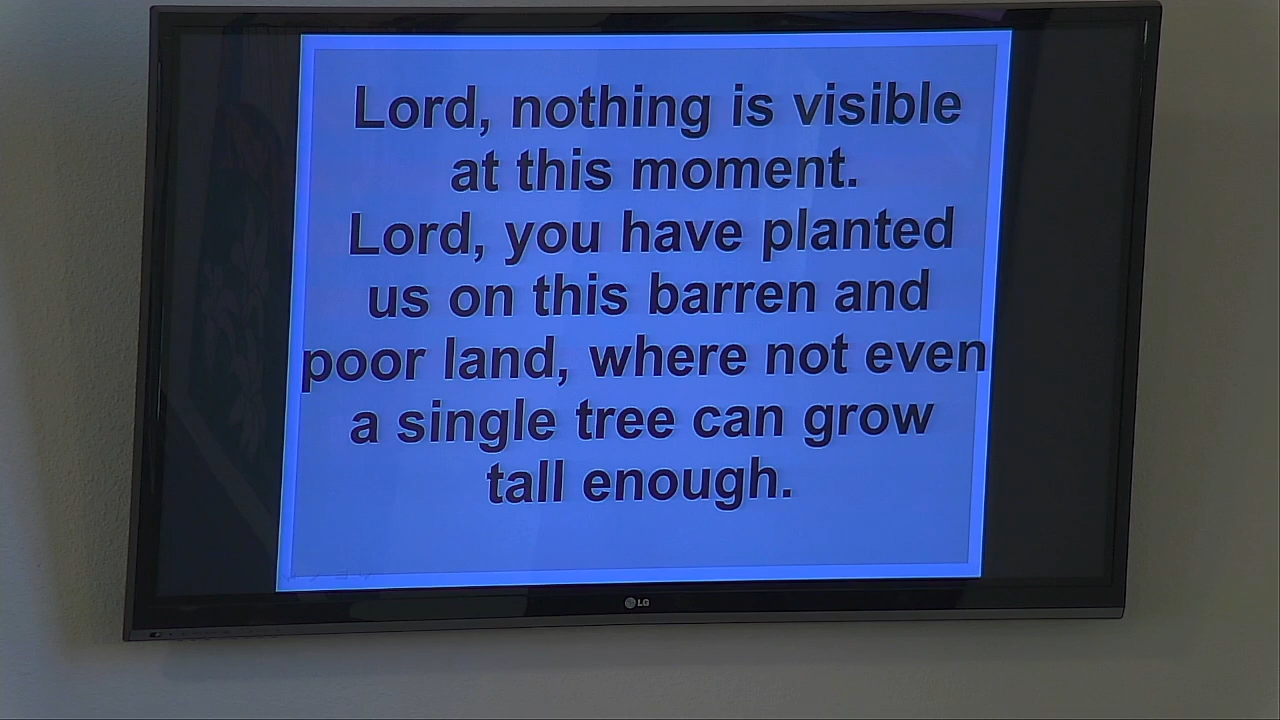 Lord, nothing is visible
at this moment.
Lord, you have planted
us on this barren and
poor land, where not even
a single tree can grow
tall enough.
LG